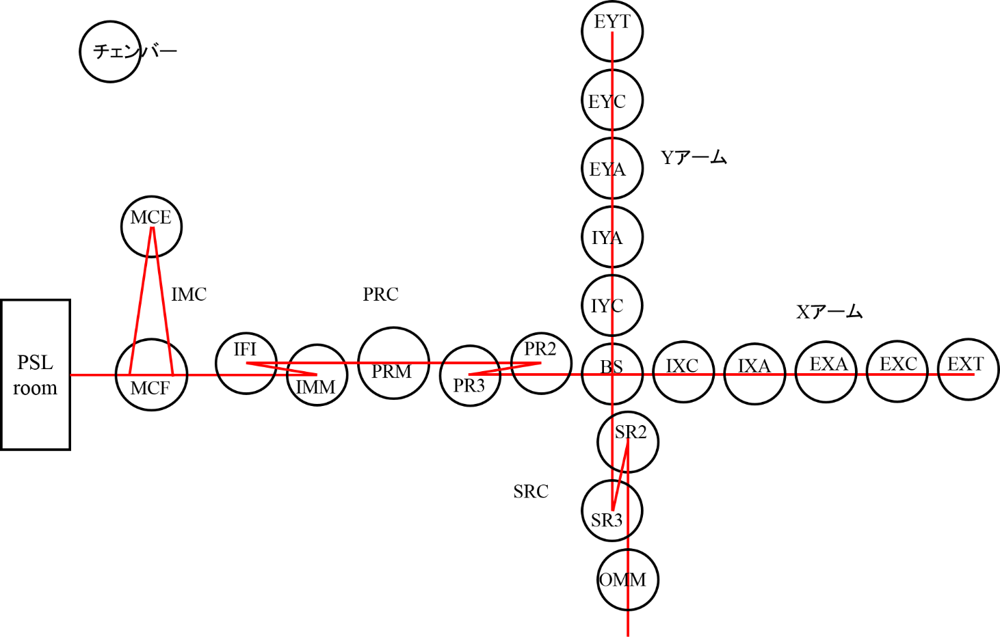 EYT
チェンバー
EYC
EYA
Yアーム
MCE
IYA
IMC
PRC
IYC
Xアーム
PSL
room
MCF
IFI
IMM
PRM
PR3
PR2
BS
IXC
IXA
EXA
EXC
EXT
SR2
SRC
SR3
OMM